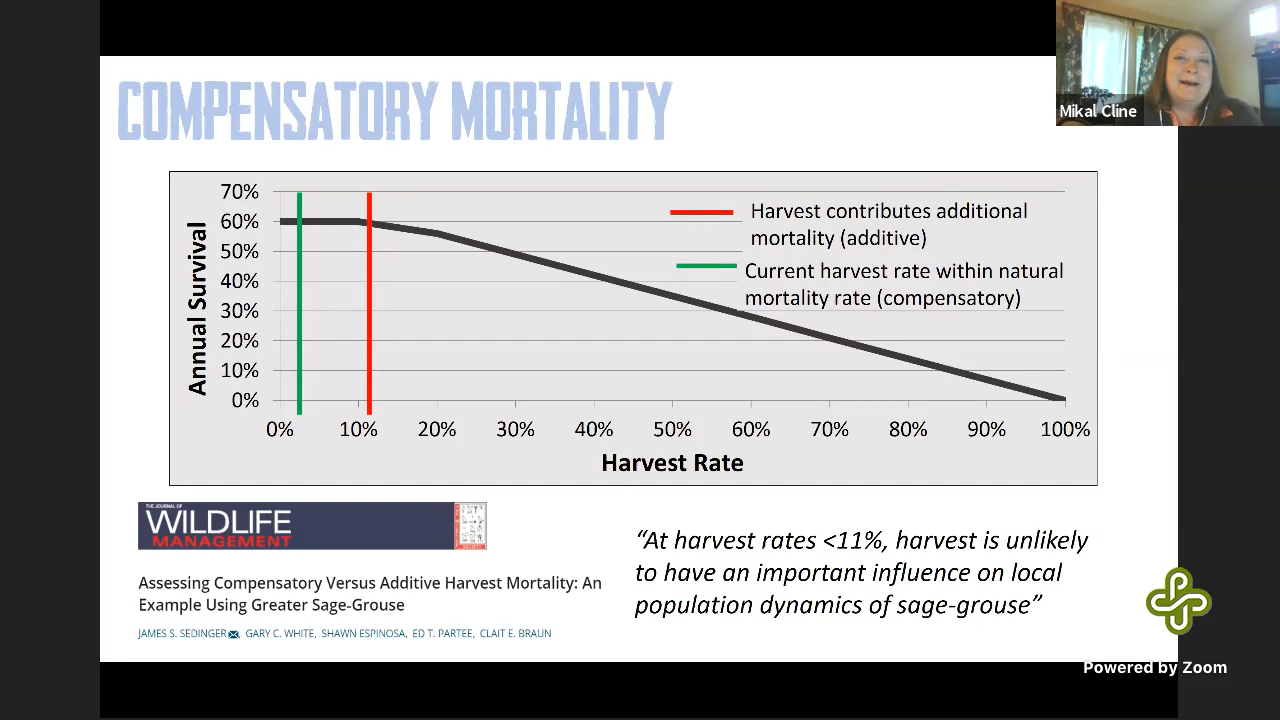 COMPENSATORY MORTALITY
Mikal Cline
70%
60%
50%
40%
30%
20%
10%
0%
Annual Survival
Harvest contributes additional
mortality (additive)
Current harvest rate within natural
mortality rate (compensatory)
0% 10% 20% 30% 40% 50% 60% 70% 80% 90% 100%
Harvest Rate
THE JOURNAL OF
WILDLIFE
MANAGEMENT
Assessing Compensatory Versus Additive Harvest Mortality: An
Example Using Greater Sage-Grouse
JAMES S. SEDINGER, GARY C. WHITE, SHAWN ESPINOSA, ED T. PARTEE, CLAIT E. BRAUN
“At harvest rates <11%, harvest is unlikely
to have an important influence on local
population dynamics of sage-grouse”
Powered by Zoom